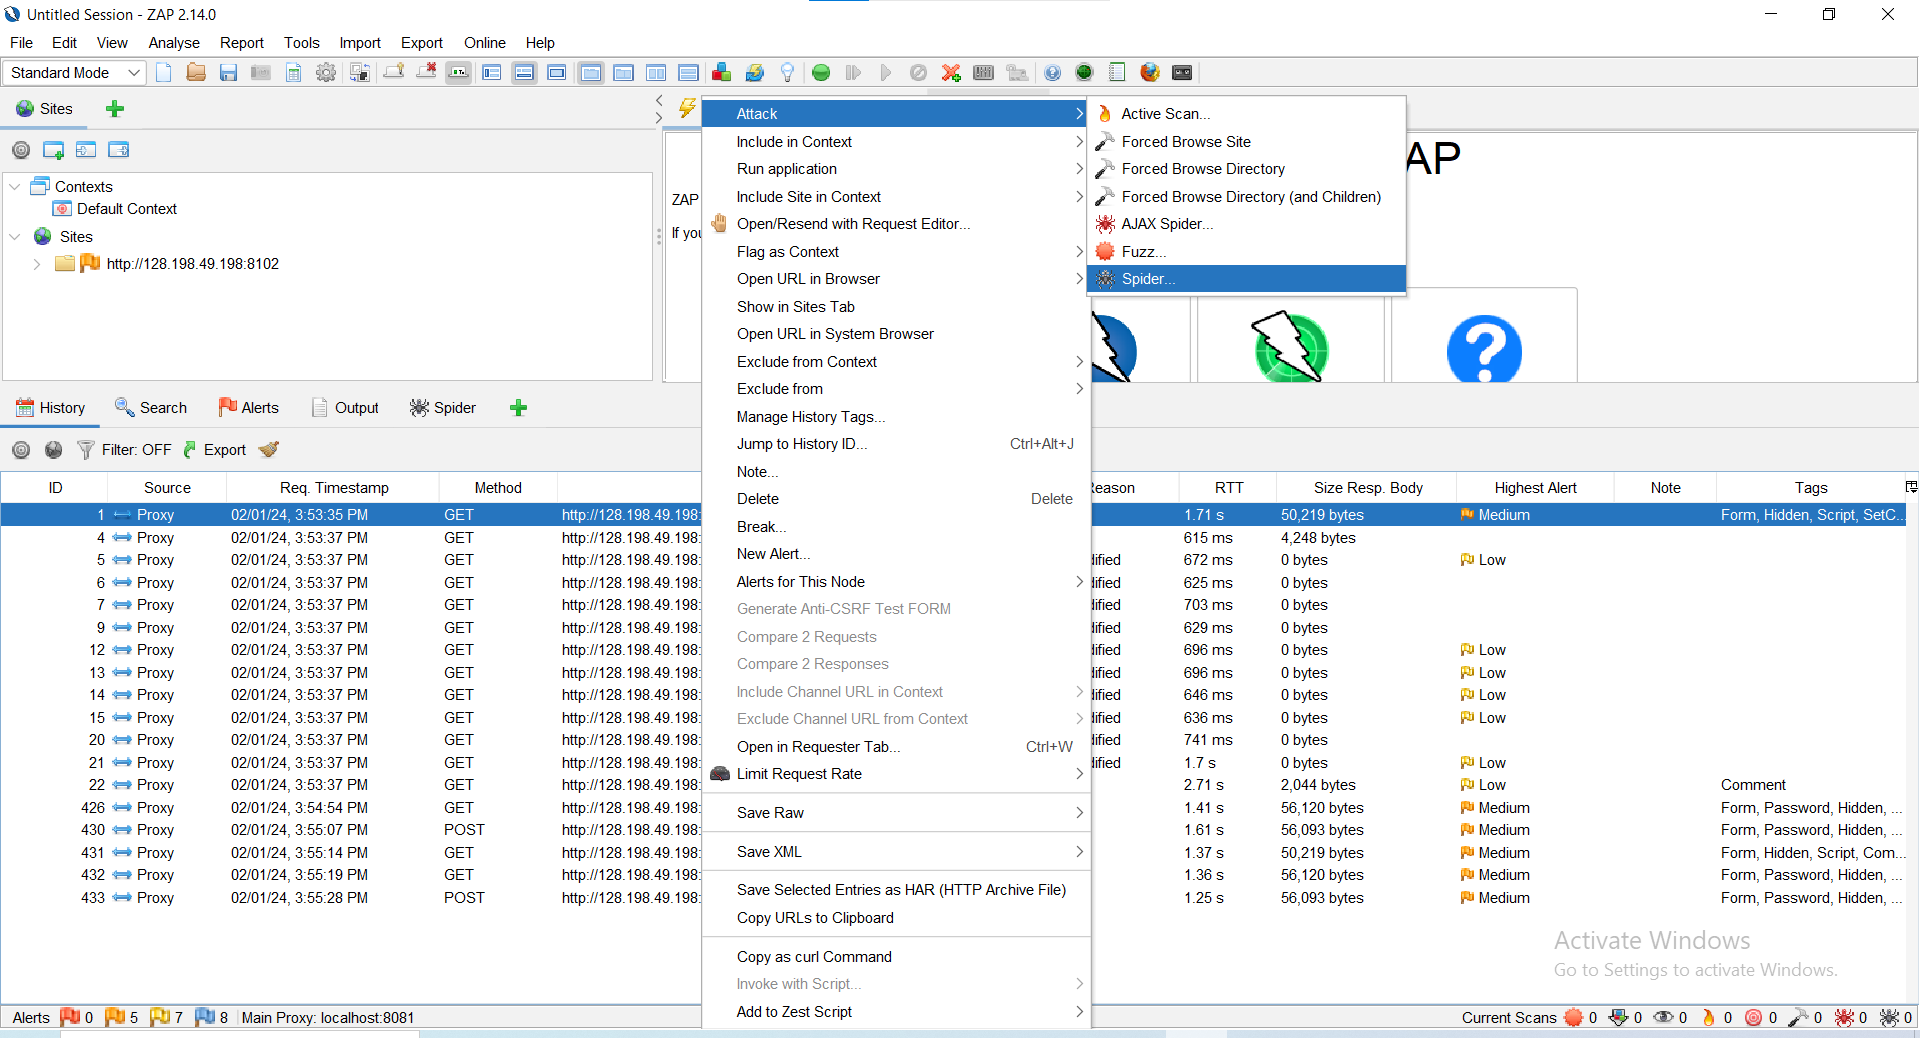 Untitled Session - ZAP 2.14.0
File Edit View Analyse Report Tools Import Export Online Help
Standard Mode
Sites
Contexts
Default Context
Sites
http://128.198.49.198:8102
ZAP
If you
AP
Attack
Include in Context
Run application
Include Site in Context
Open/Resend with Request Editor...
Flag as Context
Open URL in Browser
Show in Sites Tab
Open URL in System Browser
Exclude from Context
Exclude from
Manage History Tags...
Jump to History ID... Ctrl+Alt+J
Note...
Delete Delete
Break...
New Alert...
Alerts for This Node
Generate Anti-CSRF Test FORM
Compare 2 Requests
Compare 2 Responses
Include Channel URL in Context
Exclude Channel URL from Context
Open in Requester Tab... Ctrl+W
Limit Request Rate
Save Raw
Save XML
Save Selected Entries as HAR (HTTP Archive File)
Copy URLs to Clipboard
Copy as curl Command
Invoke with Script...
Add to Zest Script
Active Scan...
Forced Browse Site
Forced Browse Directory
Forced Browse Directory (and Children)
AJAX Spider...
Fuzz...
Spider...
History Search Alerts Output Spider
Filter: OFF Export
ID Source Req. Timestamp Method Reason RTT Size Resp. Body Highest Alert Note Tags
1 Proxy 02/01/24, 3:53:35 PM GET http://128.198.49.198: 1.71 s 50,219 bytes Medium Form, Hidden, Script, SetC...
4 Proxy 02/01/24, 3:53:37 PM GET http://128.198.49.198: 615 ms 4,248 bytes
5 Proxy 02/01/24, 3:53:37 PM GET http://128.198.49.198: dified 672 ms 0 bytes Low
6 Proxy 02/01/24, 3:53:37 PM GET http://128.198.49.198: dified 625 ms 0 bytes
7 Proxy 02/01/24, 3:53:37 PM GET http://128.198.49.198: dified 703 ms 0 bytes
9 Proxy 02/01/24, 3:53:37 PM GET http://128.198.49.198: dified 629 ms 0 bytes
12 Proxy 02/01/24, 3:53:37 PM GET http://128.198.49.198: dified 696 ms 0 bytes Low
13 Proxy 02/01/24, 3:53:37 PM GET http://128.198.49.198: dified 696 ms 0 bytes Low
14 Proxy 02/01/24, 3:53:37 PM GET http://128.198.49.198: dified 646 ms 0 bytes Low
15 Proxy 02/01/24, 3:53:37 PM GET http://128.198.49.198: dified 636 ms 0 bytes Low
20 Proxy 02/01/24, 3:53:37 PM GET http://128.198.49.198: dified 741 ms 0 bytes
21 Proxy 02/01/24, 3:53:37 PM GET http://128.198.49.198: dified 1.7 s 0 bytes Low
22 Proxy 02/01/24, 3:53:37 PM GET http://128.198.49.198: 2.71 s 2,044 bytes Low Comment
426 Proxy 02/01/24, 3:54:54 PM GET http://128.198.49.198: 1.41 s 56,120 bytes Medium Form, Password, Hidden, ...
430 Proxy 02/01/24, 3:55:07 PM POST http://128.198.49.198: 1.61 s 56,093 bytes Medium Form, Password, Hidden, ...
431 Proxy 02/01/24, 3:55:14 PM GET http://128.198.49.198: 1.37 s 50,219 bytes Medium Form, Hidden, Script, Com...
432 Proxy 02/01/24, 3:55:19 PM GET http://128.198.49.198: 1.36 s 56,120 bytes Medium Form, Password, Hidden, ...
433 Proxy 02/01/24, 3:55:28 PM POST http://128.198.49.198: 1.25 s 56,093 bytes Medium Form, Password, Hidden, ...
Activate Windows
Go to Settings to activate Windows.
Alerts 0 5 7 8 Main Proxy: localhost:8081 Current Scans 0 0 0 0 0 0 0 0